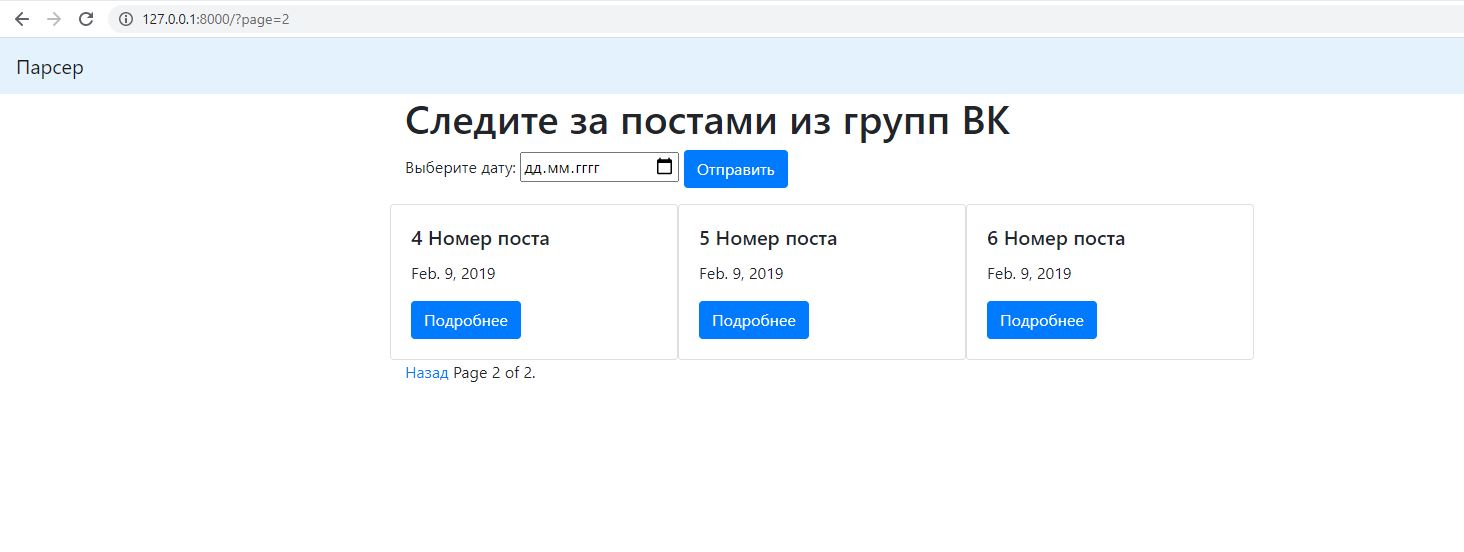 127.0.0.1:8000/?page=2
Парсер
Следите за постами из групп ВК
Выберите дату: дд.мм.гггг Отправить
4 Номер поста 5 Номер поста 6 Номер поста
Feb. 9, 2019 Feb. 9, 2019 Feb. 9, 2019
Подробнее Подробнее Подробнее
Назад Page 2 of 2.